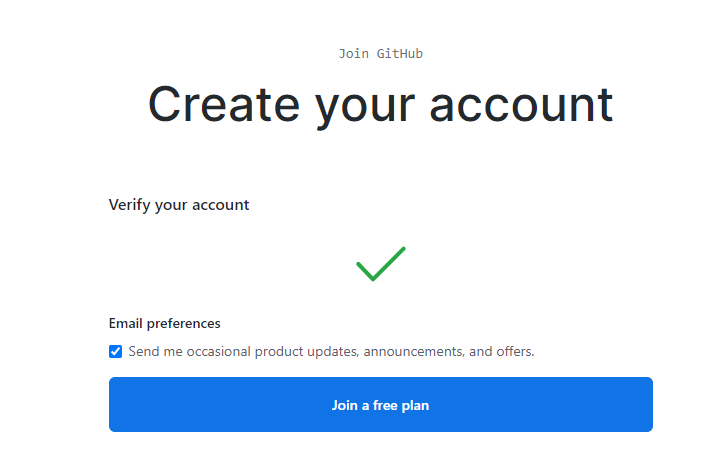 Join GitHub
Create your account
Verify your account
Email preferences
Send me occasional product updates, announcements, and offers.
Join a free plan